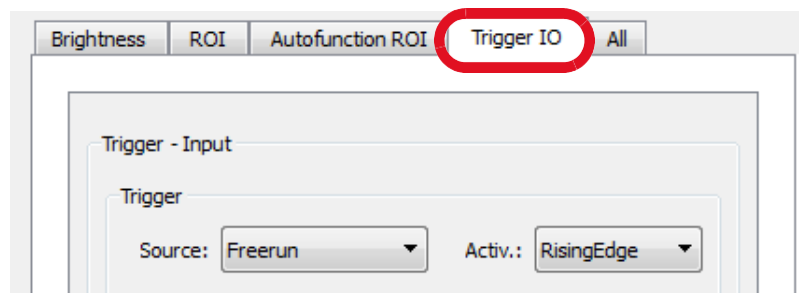 Brightness ROI Autofunction ROI Trigger IO All
Trigger - Input
Trigger
Source: Freerun Activ.: RisingEdge